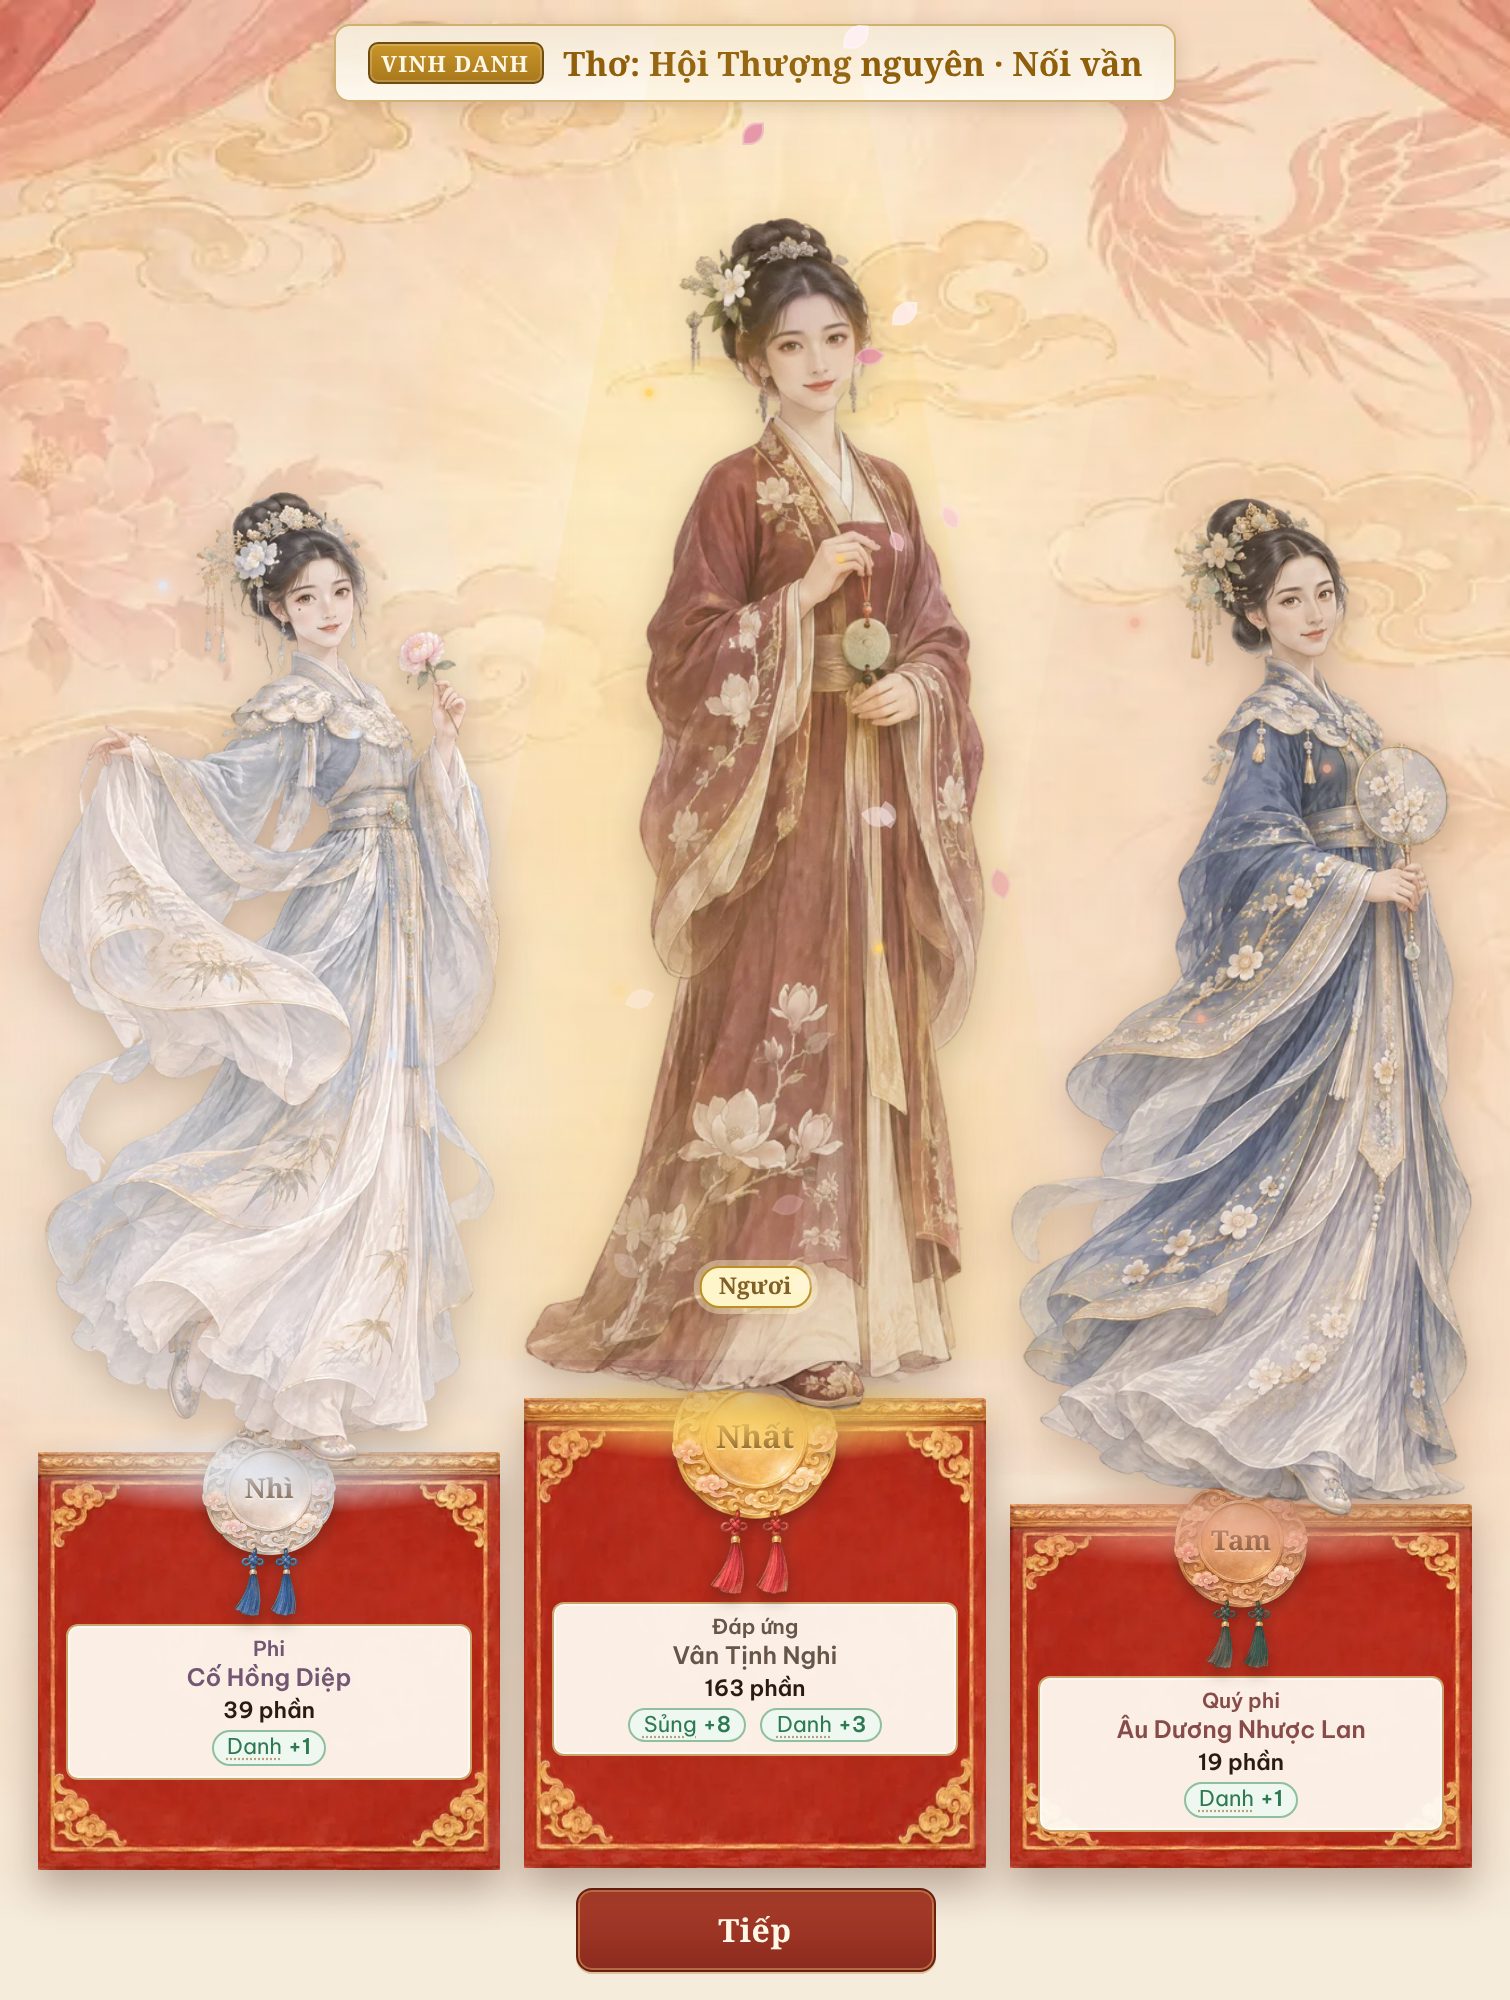 VINH DANH Thơ: Hội Thượng nguyên · Nối vần
Ngươi
Nhất
Nhì
Tam
Phi
Cố Hồng Diệp
39 phần
Danh +1
Đáp ứng
Vân Tịnh Nghi
163 phần
Sủng +8 Danh +3
Quý phi
Âu Dương Nhược Lan
19 phần
Danh +1
Tiếp